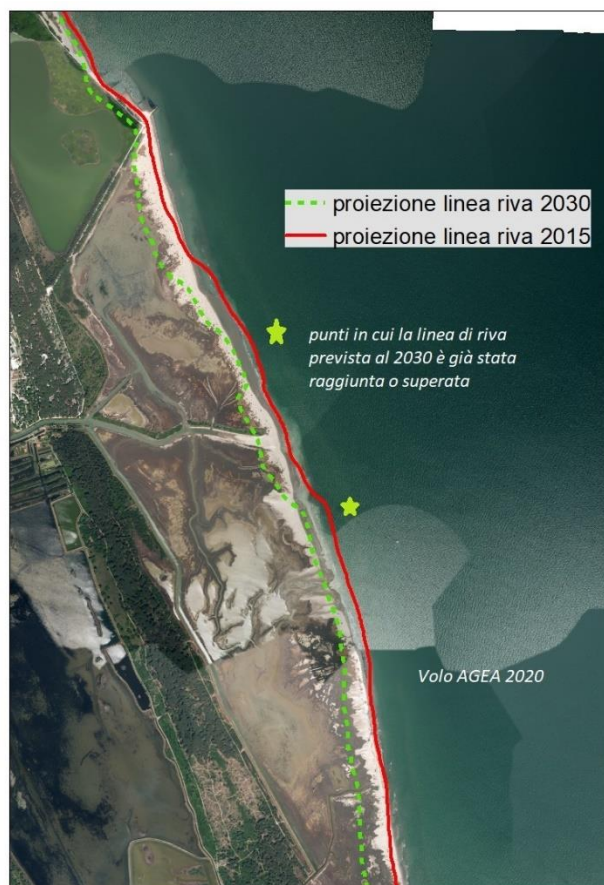 proiezione linea riva 2030
proiezione linea riva 2015
punti in cui la linea di riva
prevista al 2030 è già stata
raggiunta o superata
Volo AGEA 2020